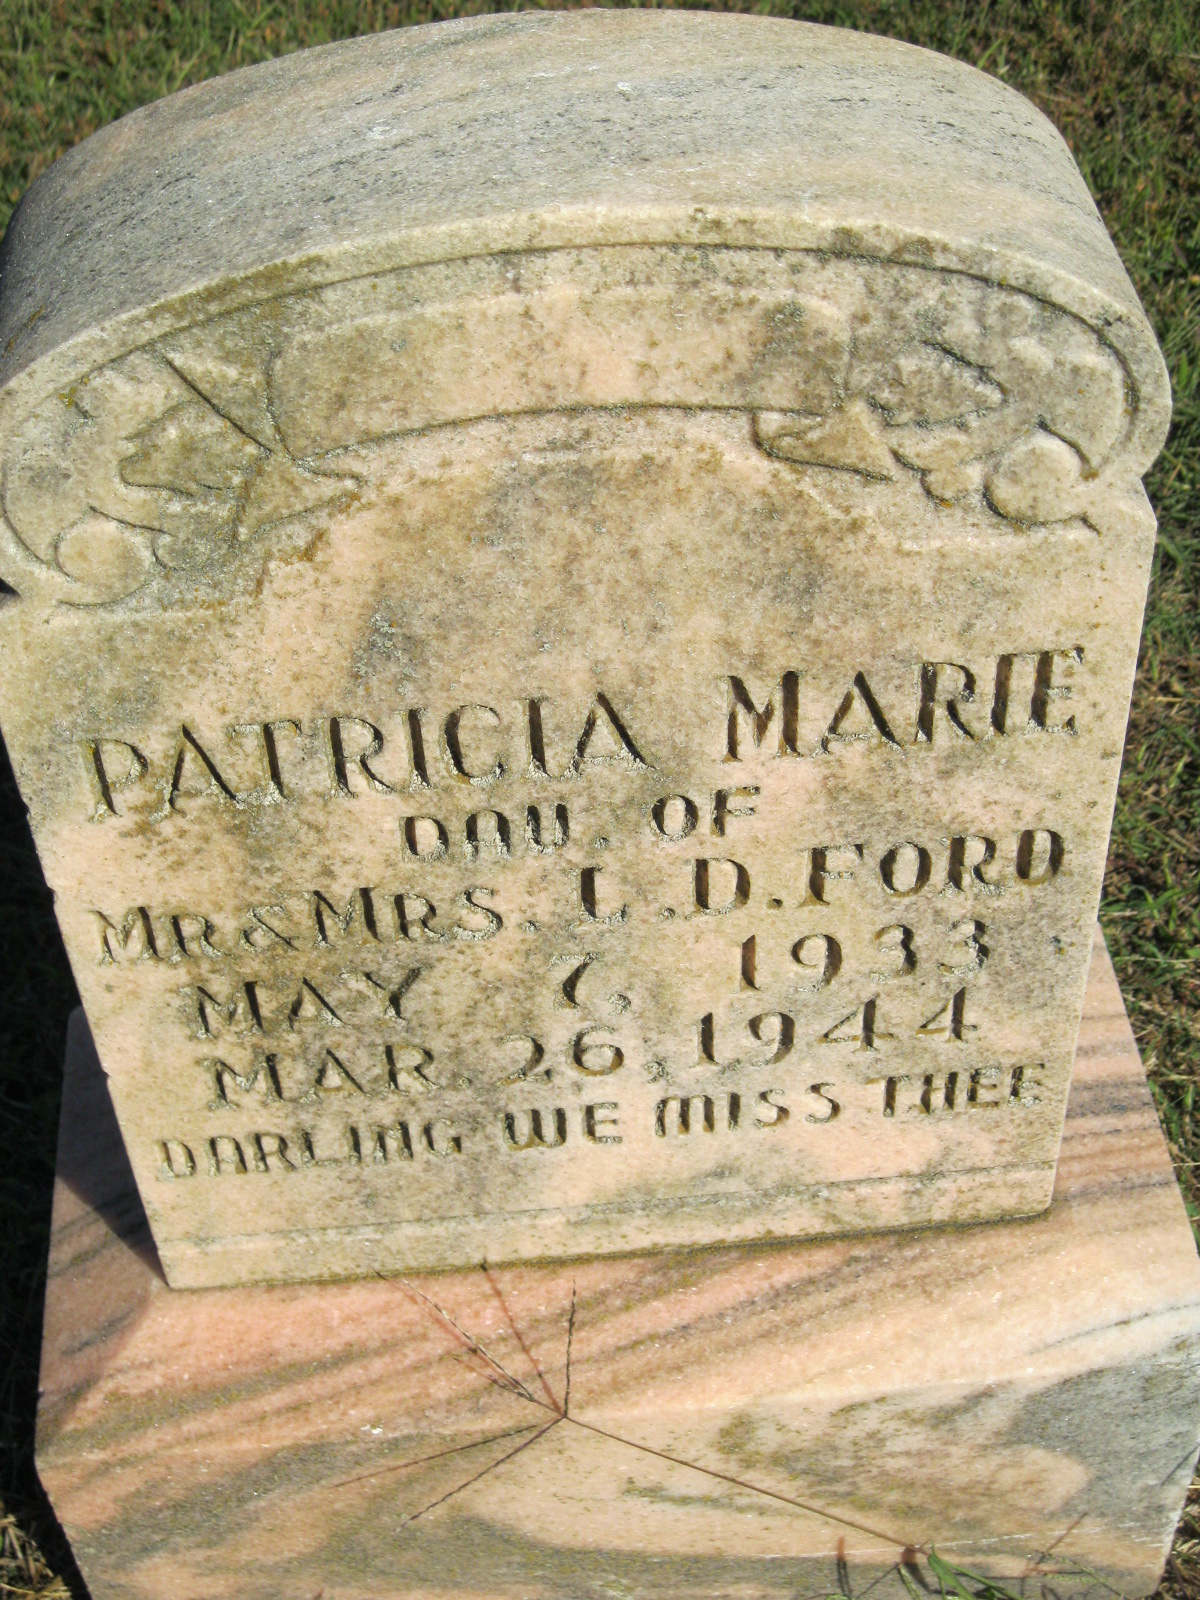 PATRICIA MARIE
DAU. OF
MR & MRS. L. D. FORD
MAY 7, 1933
MAR. 26, 1944
DARLING WE MISS THEE